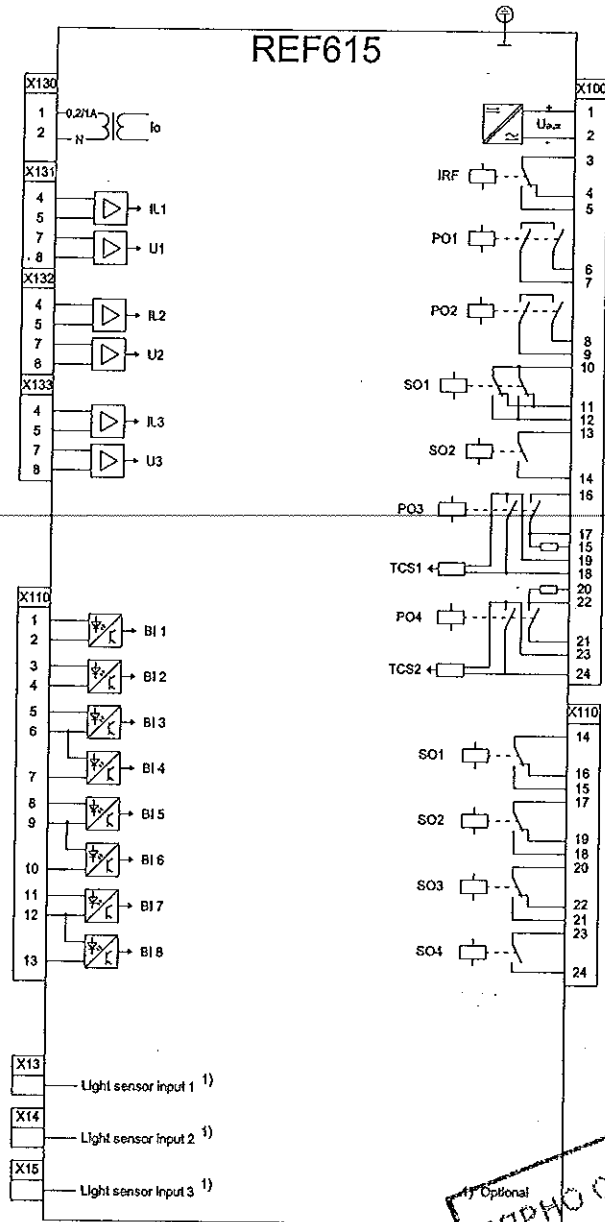 REF615
X130
1 0,2/1A Io
2 N
X131
4
5 IL1
7
8 U1
X132
4
5 IL2
7
8 U2
X133
4
5 IL3
7
8 U3
X110
1
2 BI 1
3
4 BI 2
5
6 BI 3
7 BI 4
8
9 BI 5
10 BI 6
11
12 BI 7
13 BI 8
X13
Light sensor input 1 1)
X14
Light sensor input 2 1)
X15
Light sensor input 3 1)
X100
+ 1
- 2
3
IRF
4
5
PO1
6
7
PO2
8
9
10
SO1
11
12
13
SO2
14
16
PO3
17
15
19
TCS1
18
20
22
PO4
21
23
TCS2
24
X110
14
SO1
16
15
17
SO2
19
18
20
SO3
22
21
23
SO4
24
1) Optional